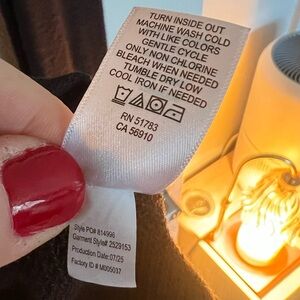 TURN INSIDE OUT
MACHINE WASH COLD
WITH LIKE COLORS
GENTLE CYCLE
ONLY NON CHLORINE
BLEACH WHEN NEEDED
TUMBLE DRY LOW
COOL IRON IF NEEDED
RN 51783
CA 56910
Style PO# 814996
Garment Style# 2529153
Production Date: 07/25
Factory ID # M005037